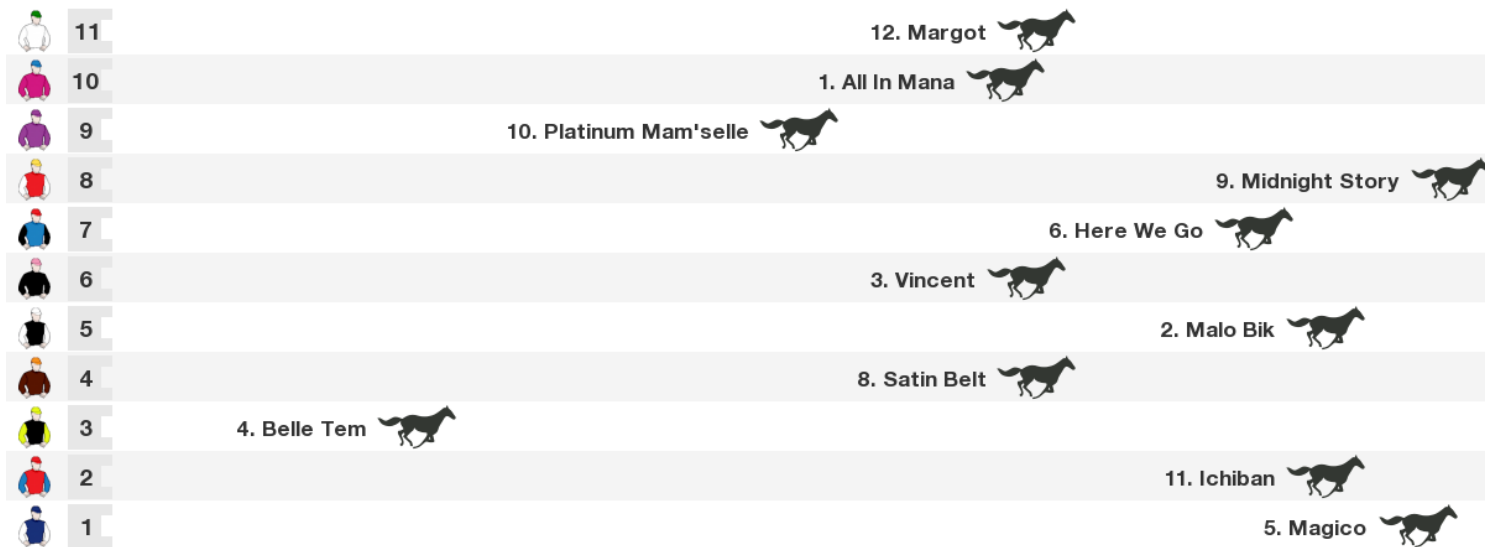 11 12. Margot
10 1. All In Mana
9 10. Platinum Mam'selle
8 9. Midnight Story
7 6. Here We Go
6 3. Vincent
5 2. Malo Bik
4 8. Satin Belt
3 4. Belle Tem
2 11. Ichiban
1 5. Magico